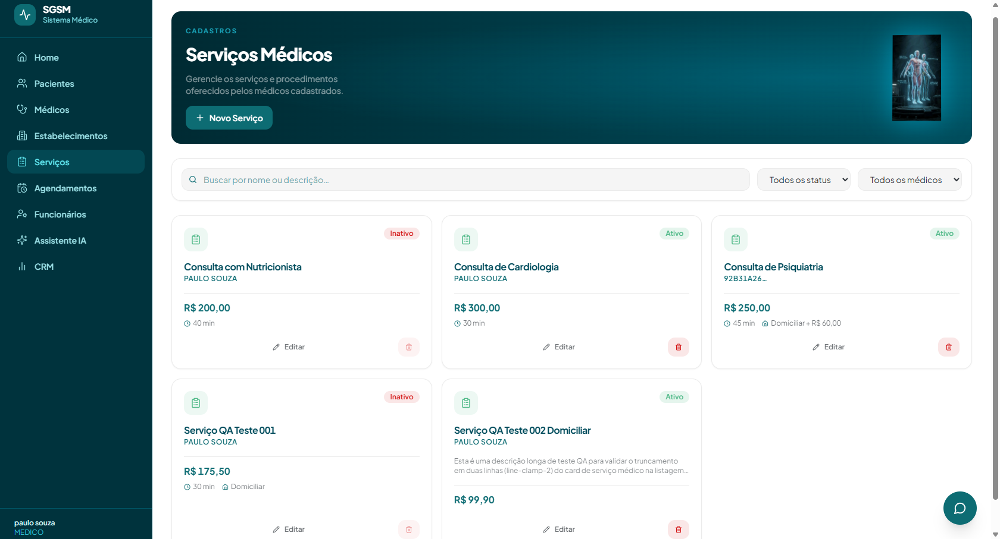 SGSM
Sistema Médico
Home
Pacientes
Médicos
Estabelecimentos
Serviços
Agendamentos
Funcionários
Assistente IA
CRM
paulo souza
MEDICO
CADASTROS
Serviços Médicos
Gerencie os serviços e procedimentos
oferecidos pelos médicos cadastrados.
+ Novo Serviço
Buscar por nome ou descrição...
Todos os status
Todos os médicos
Inativo
Consulta com Nutricionista
PAULO SOUZA
R$ 200,00
40 min
Editar
Ativo
Consulta de Cardiologia
PAULO SOUZA
R$ 300,00
30 min
Editar
Ativo
Consulta de Psiquiatria
92B31A26...
R$ 250,00
45 min Domiciliar + R$ 60,00
Editar
Inativo
Serviço QA Teste 001
PAULO SOUZA
R$ 175,50
30 min Domiciliar
Editar
Ativo
Serviço QA Teste 002 Domiciliar
PAULO SOUZA
Esta é uma descrição longa de teste QA para validar o truncamento
em duas linhas (line-clamp-2) do card de serviço médico na listagem...
R$ 99,90
Editar